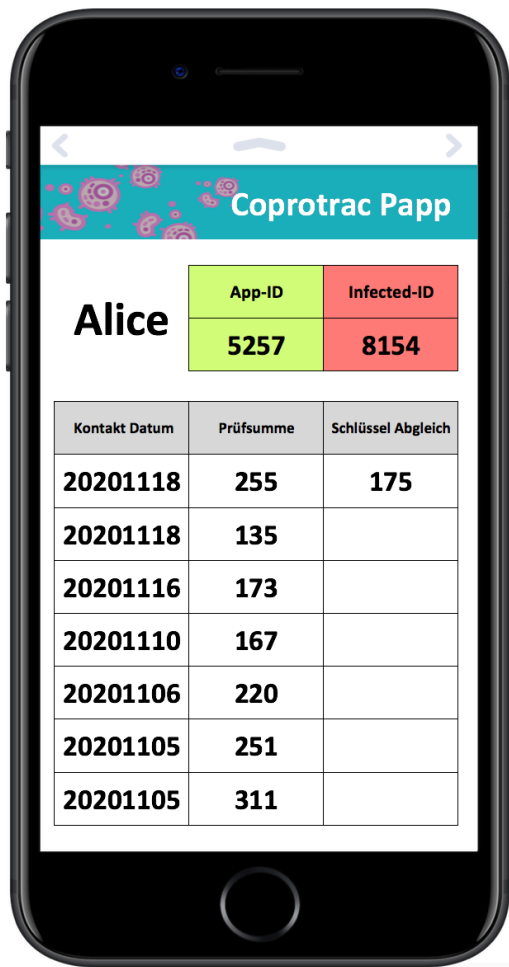 Coprotrac Papp
Alice
App-ID Infected-ID
5257 8154
Kontakt Datum Prüfsumme Schlüssel Abgleich
20201118 255 175
20201118 135
20201116 173
20201110 167
20201106 220
20201105 251
20201105 311